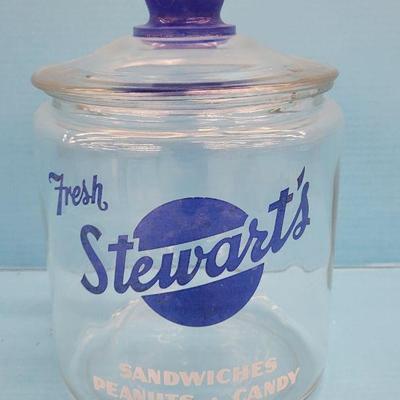 Fresh
Stewart's
SANDWICHES
PEANUTS • CANDY